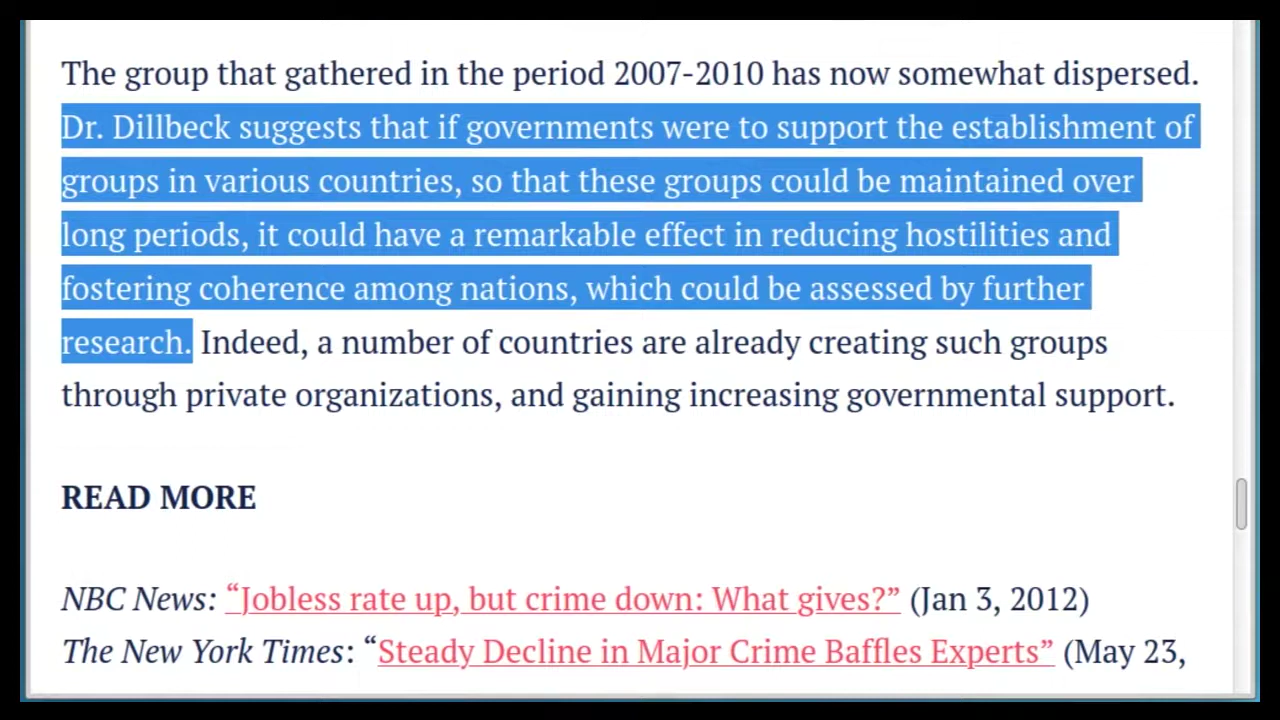 The group that gathered in the period 2007-2010 has now somewhat dispersed.
Dr. Dillbeck suggests that if governments were to support the establishment of
groups in various countries, so that these groups could be maintained over
long periods, it could have a remarkable effect in reducing hostilities and
fostering coherence among nations, which could be assessed by further
research. Indeed, a number of countries are already creating such groups
through private organizations, and gaining increasing governmental support.
READ MORE
NBC News: “Jobless rate up, but crime down: What gives?” (Jan 3, 2012)
The New York Times: “Steady Decline in Major Crime Baffles Experts” (May 23,